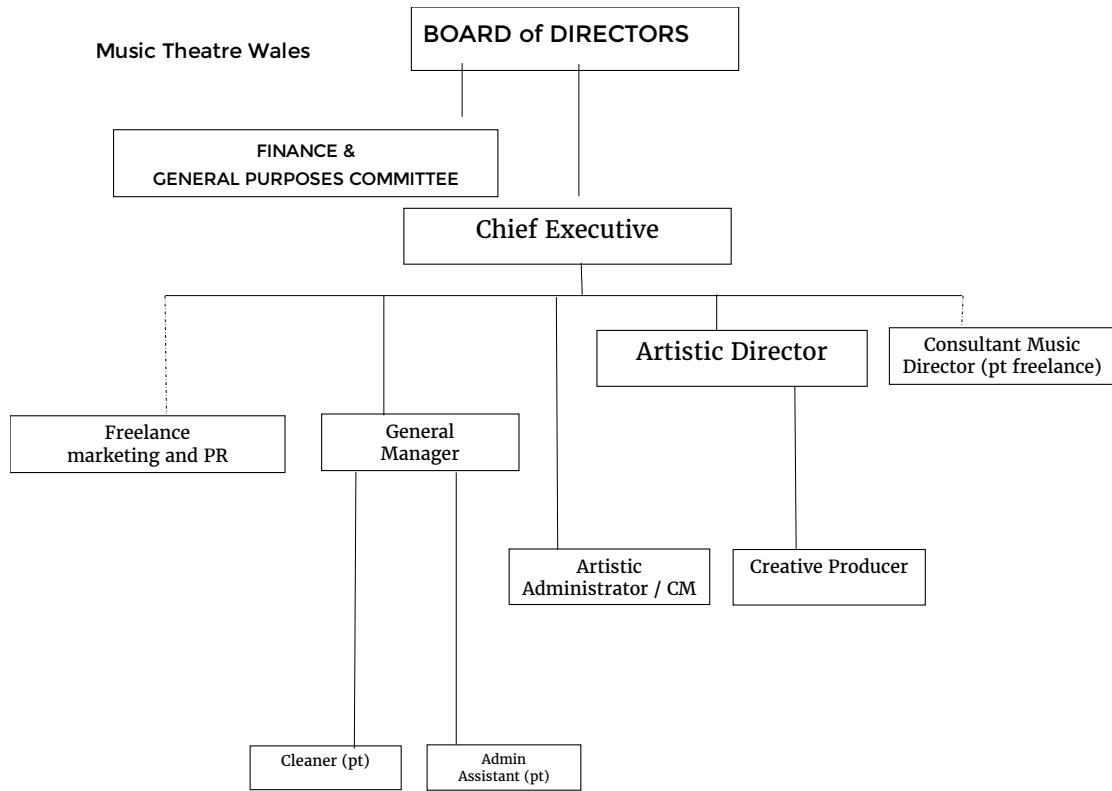 Music Theatre Wales
BOARD of DIRECTORS
FINANCE &
GENERAL PURPOSES COMMITTEE
Chief Executive
Artistic Director
Consultant Music
Director (pt freelance)
Freelance
marketing and PR
General
Manager
Artistic
Administrator / CM
Creative Producer
Cleaner (pt)
Admin
Assistant (pt)